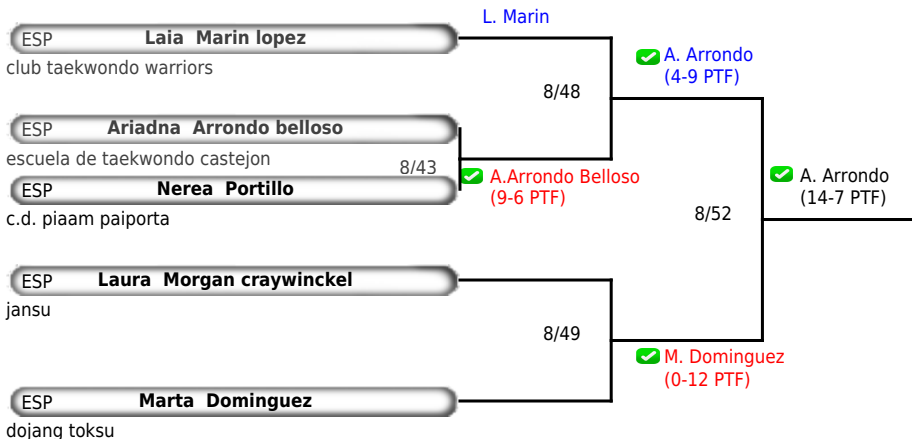 L. Marin
ESP Laia Marin lopez
club taekwondo warriors
A. Arrondo
(4-9 PTF)
8/48
ESP Ariadna Arrondo belloso
escuela de taekwondo castejon
8/43
A.Arrondo Belloso
(9-6 PTF)
ESP Nerea Portillo
c.d. piaam paiporta
A. Arrondo
(14-7 PTF)
8/52
ESP Laura Morgan craywinckel
jansu
8/49
M. Dominguez
(0-12 PTF)
ESP Marta Dominguez
dojang toksu